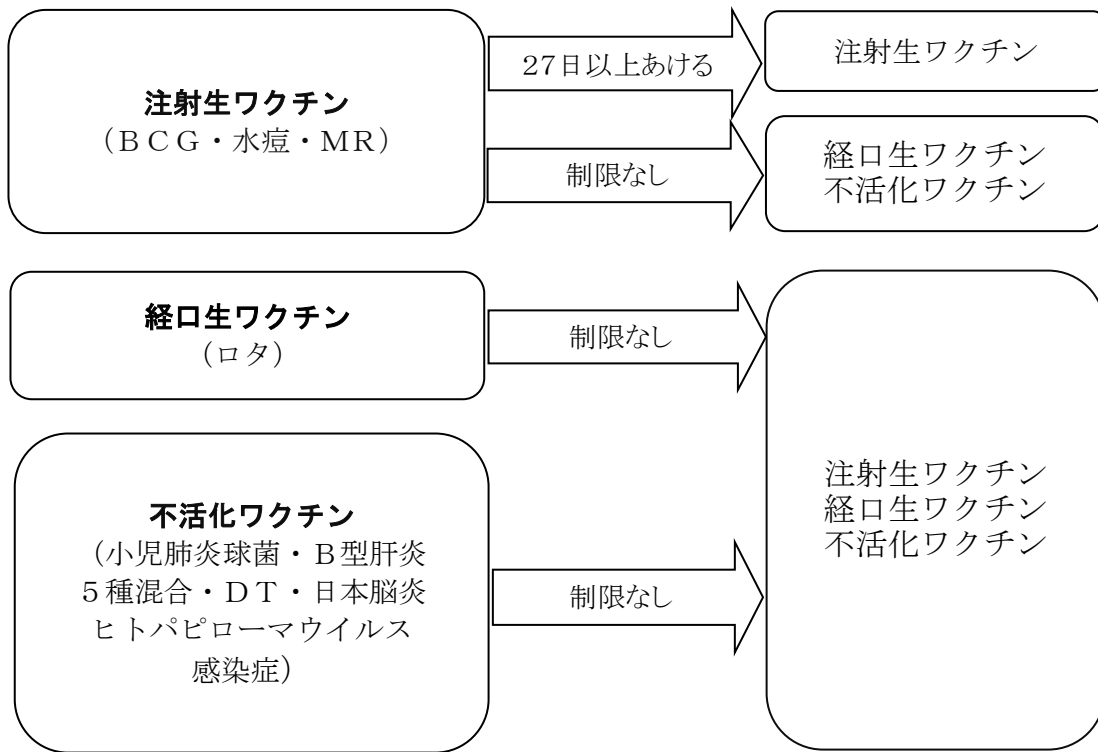 注射生ワクチン
（ＢＣＧ・水痘・ＭＲ）
27日以上あける
注射生ワクチン
制限なし
経口生ワクチン
不活化ワクチン
経口生ワクチン
（ロタ）
制限なし
不活化ワクチン
（小児肺炎球菌・Ｂ型肝炎
５種混合・ＤＴ・日本脳炎
ヒトパピローマウイルス
感染症）
制限なし
注射生ワクチン
経口生ワクチン
不活化ワクチン